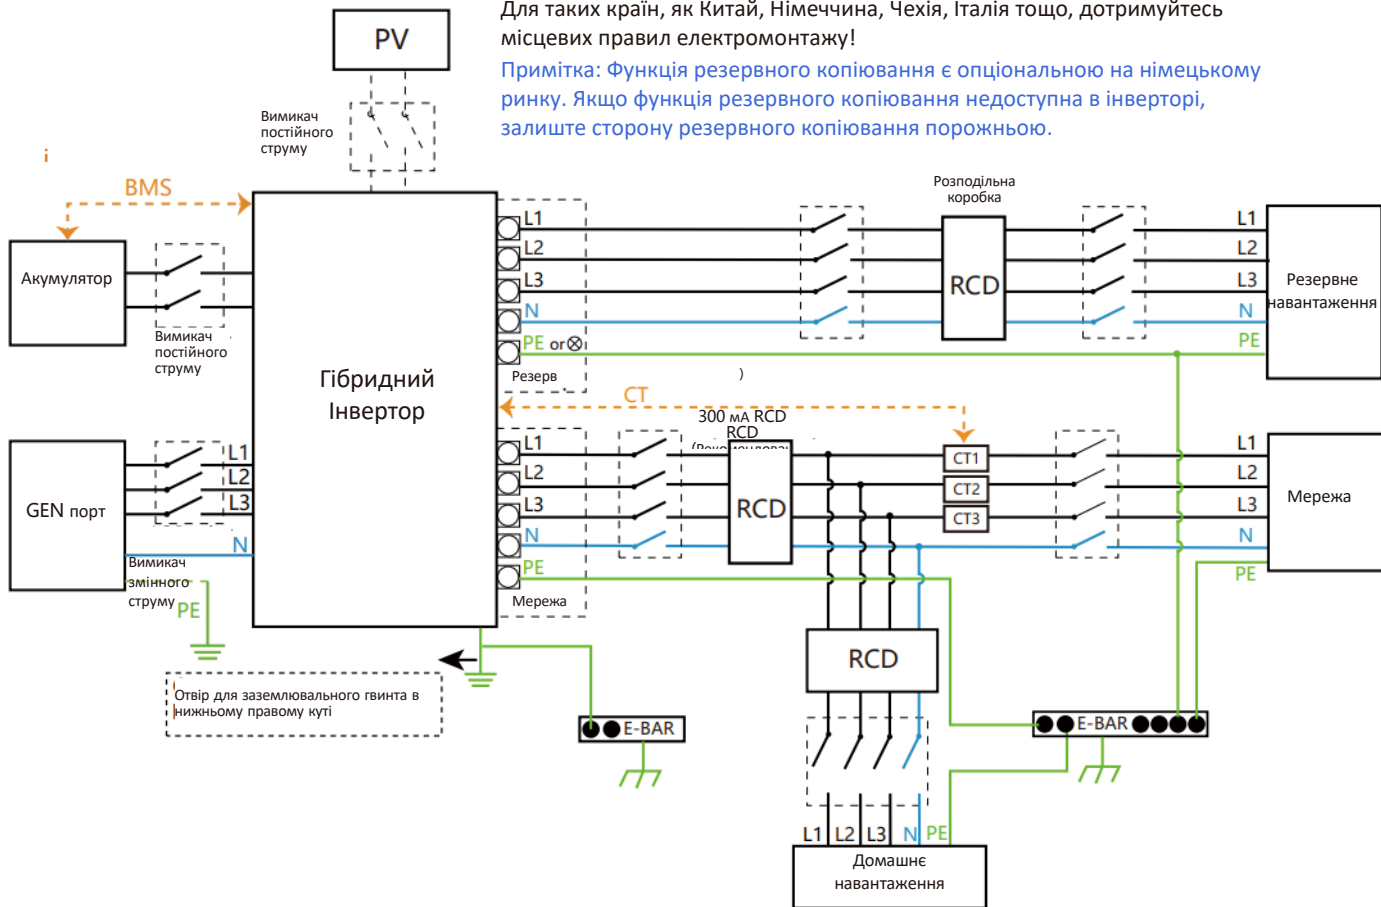 Для таких країн, як Китай, Німеччина, Чехія, Італія тощо, дотримуйтесь
місцевих правил електромонтажу!
Примітка: Функція резервного копіювання є опціональною на німецькому
ринку. Якщо функція резервного копіювання недоступна в інверторі,
залиште сторону резервного копіювання порожньою.
PV
Вимикач
постійного
струму
і
BMS
Акумулятор
Вимикач
постійного
струму
Гібридний
Інвертор
L1
L2
L3
N
PE or
Резерв
)
Розподільна
коробка
RCD
L1
L2
L3
N
PE
Резервне
навантаження
CT
300 мА RCD
RCD
GEN порт
L1
L2
L3
N
Вимикач
змінного
струму
PE
L1
L2
L3
N
PE
Мережа
RCD
CT1
CT2
CT3
L1
L2
L3
N
PE
Мережа
RCD
Отвір для заземлювального гвинта в
нижньому правому куті
E-BAR
E-BAR
L1 L2 L3 N PE
Домашнє
навантаження